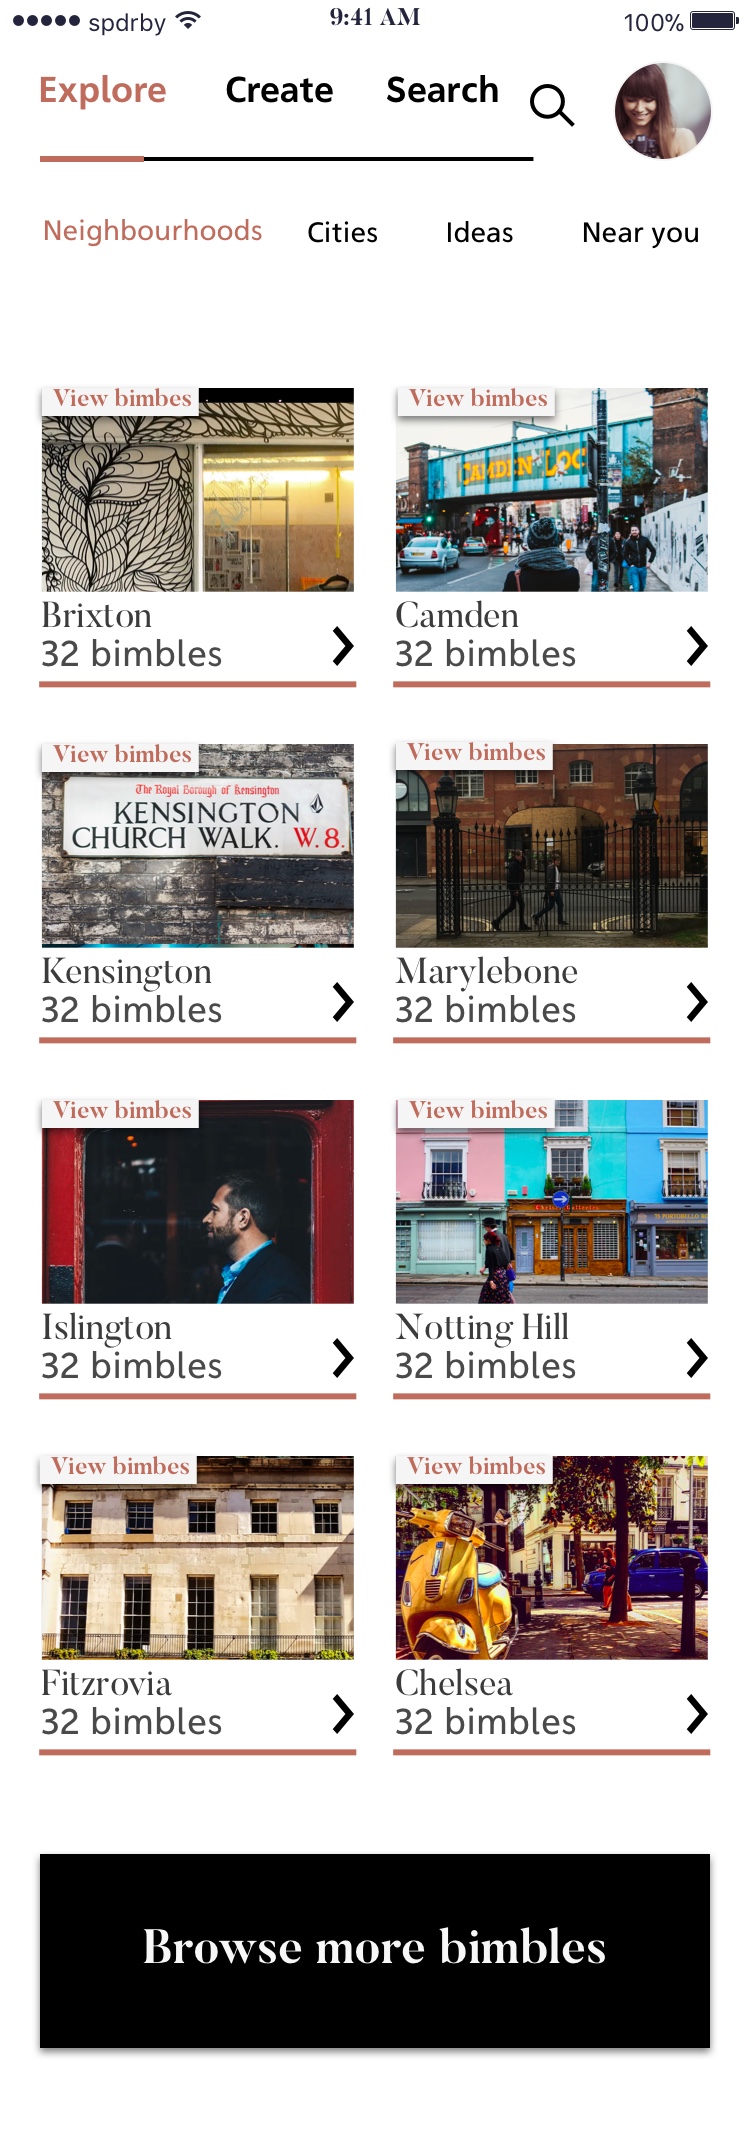 spdrby 9:41 AM 100%
Explore Create Search
Neighbourhoods Cities Ideas Near you
View bimbes View bimbes
CAMDEN LOC
Brixton Camden
32 bimbles 32 bimbles
View bimbes View bimbes
The Royal Borough of Kensington
KENSINGTON
CHURCH WALK. W.8.
Kensington Marylebone
32 bimbles 32 bimbles
View bimbes View bimbes
Islington Notting Hill
32 bimbles 32 bimbles
View bimbes View bimbes
Fitzrovia Chelsea
32 bimbles 32 bimbles
Browse more bimbles